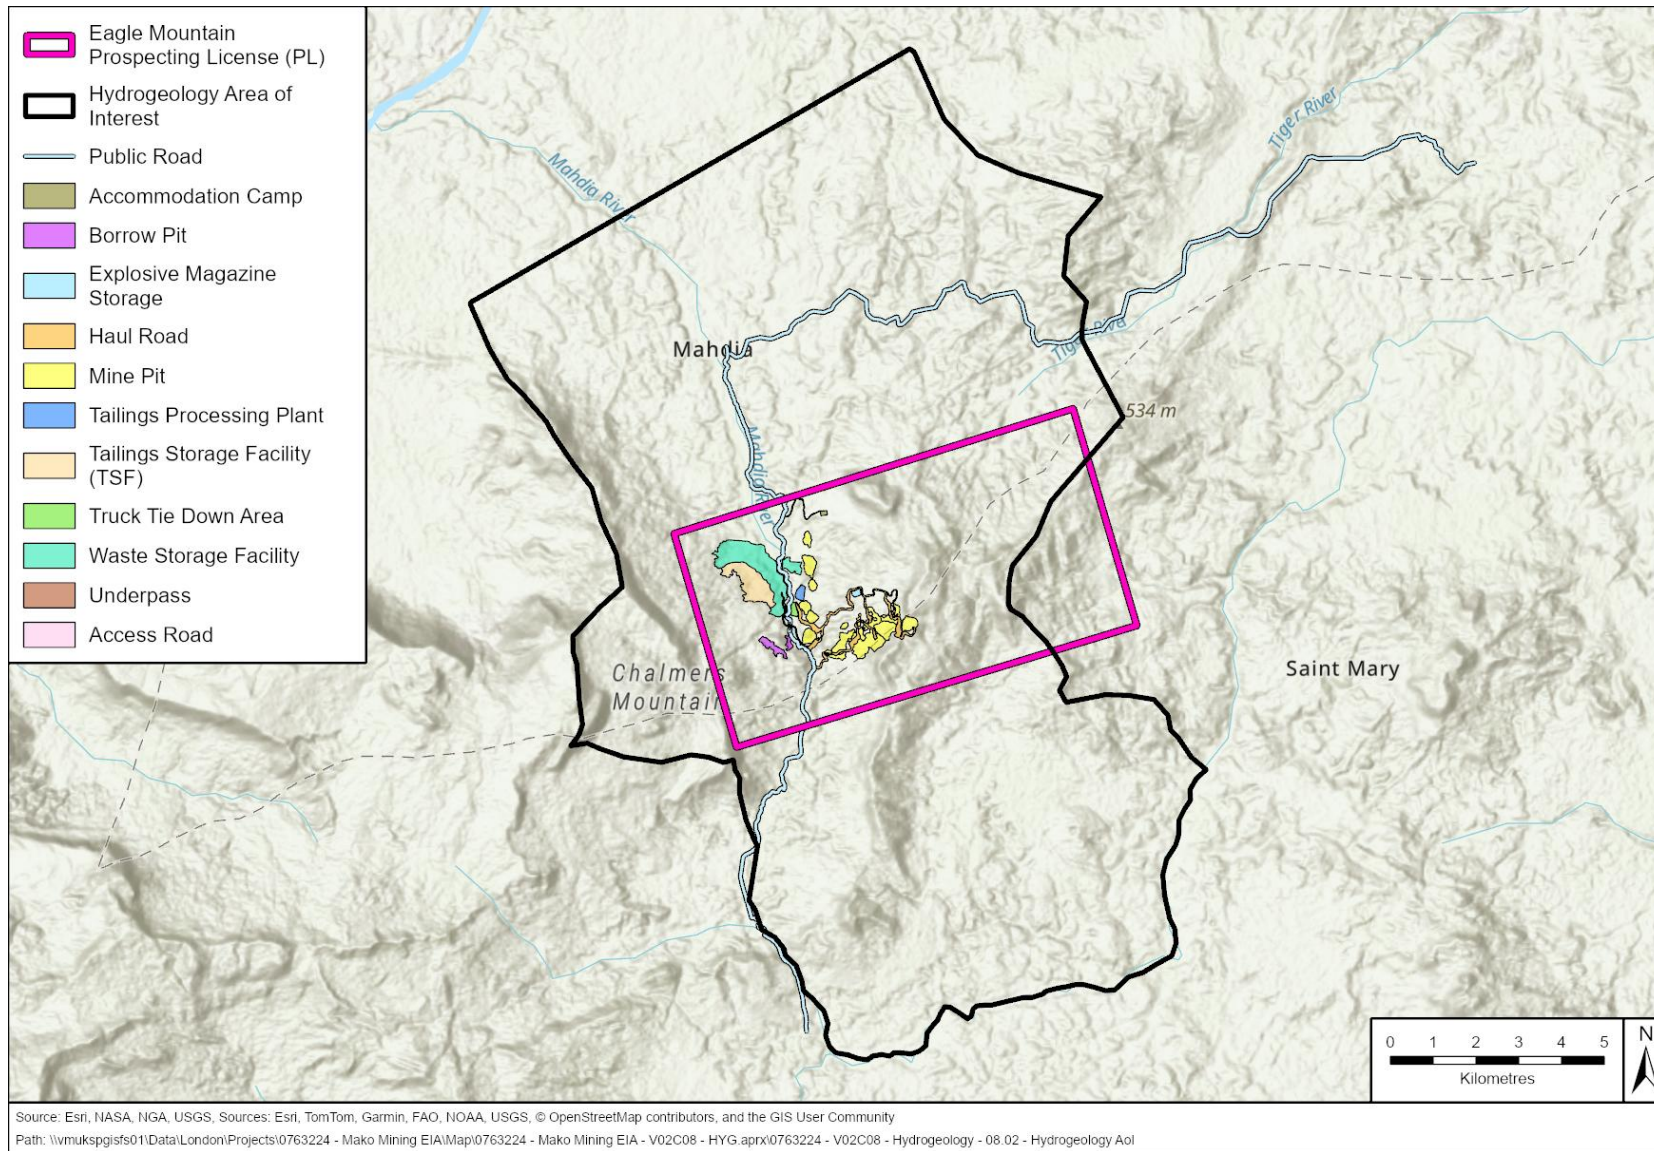 Eagle Mountain
Prospecting License (PL)
Hydrogeology Area of
Interest
Public Road
Accommodation Camp
Borrow Pit
Explosive Magazine
Storage
Haul Road
Mine Pit
Tailings Processing Plant
Tailings Storage Facility
(TSF)
Truck Tie Down Area
Waste Storage Facility
Underpass
Access Road
Mahdia River
Tiger River
Mahdia
Tiger River
534 m
Mahdia River
Chalmers
Mountain
Saint Mary
0 1 2 3 4 5
Kilometres
N
Source: Esri, NASA, NGA, USGS, Sources: Esri, TomTom, Garmin, FAO, NOAA, USGS, © OpenStreetMap contributors, and the GIS User Community
Path: \\vmukspgisfs01\Data\London\Projects\0763224 - Mako Mining EIA\Map\0763224 - Mako Mining EIA - V02C08 - HYG.aprx\0763224 - V02C08 - Hydrogeology - 08.02 - Hydrogeology AoI